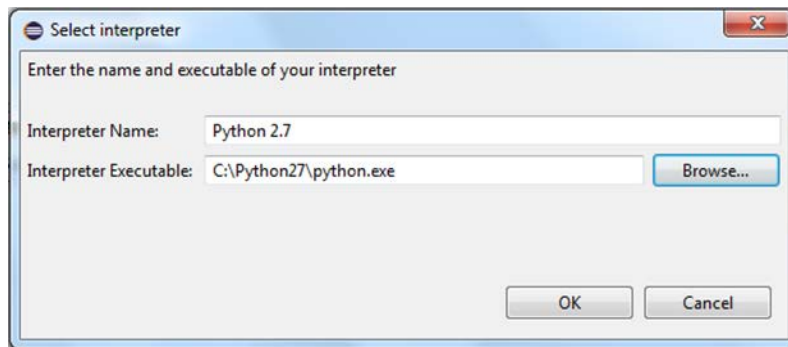 Select interpreter
Enter the name and executable of your interpreter
Interpreter Name: Python 2.7
Interpreter Executable: C:\Python27\python.exe Browse...
OK Cancel